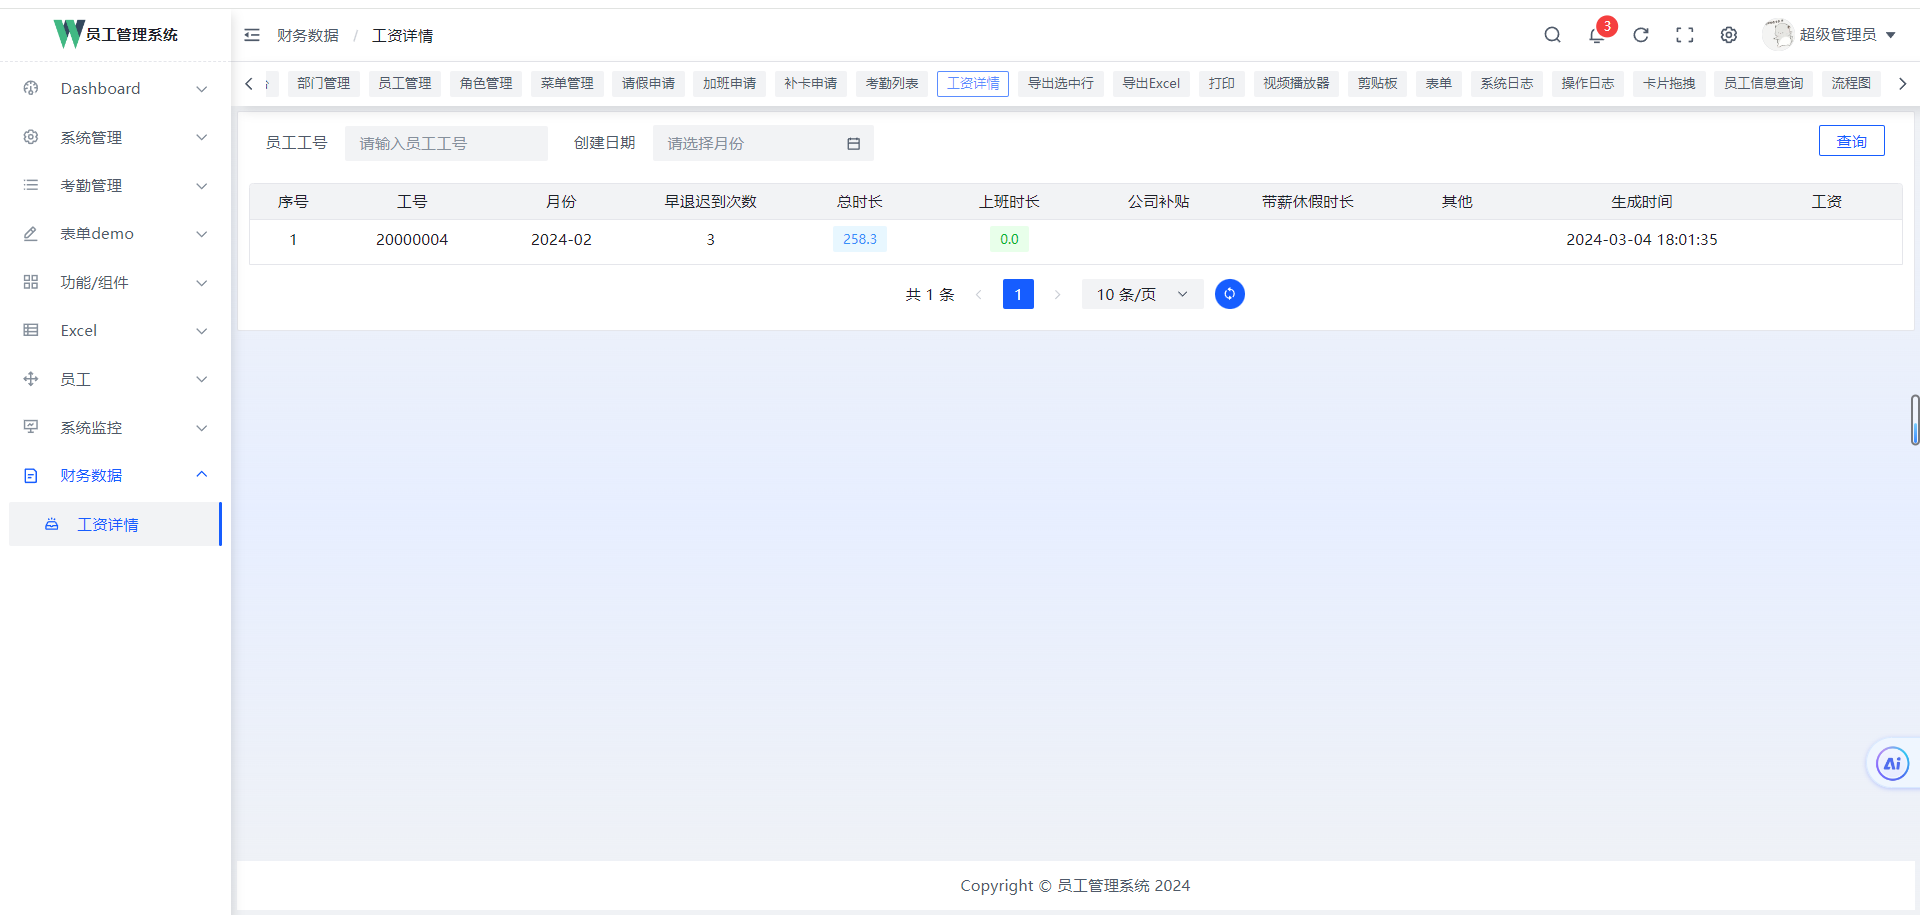 员工管理系统
财务数据 / 工资详情
3
超级管理员
部门管理 员工管理 角色管理 菜单管理 请假申请 加班申请 补卡申请 考勤列表 工资详情 导出选中行 导出Excel 打印 视频播放器 剪贴板 表单 系统日志 操作日志 卡片拖拽 员工信息查询 流程图
Dashboard
系统管理
考勤管理
表单demo
功能/组件
Excel
员工
系统监控
财务数据
工资详情
员工工号 请输入员工工号 创建日期 请选择月份 查询
序号 工号 月份 早退迟到次数 总时长 上班时长 公司补贴 带薪休假时长 其他 生成时间 工资
1 20000004 2024-02 3 258.3 0.0 2024-03-04 18:01:35
共 1 条 1 10 条/页
Ai
Copyright © 员工管理系统 2024